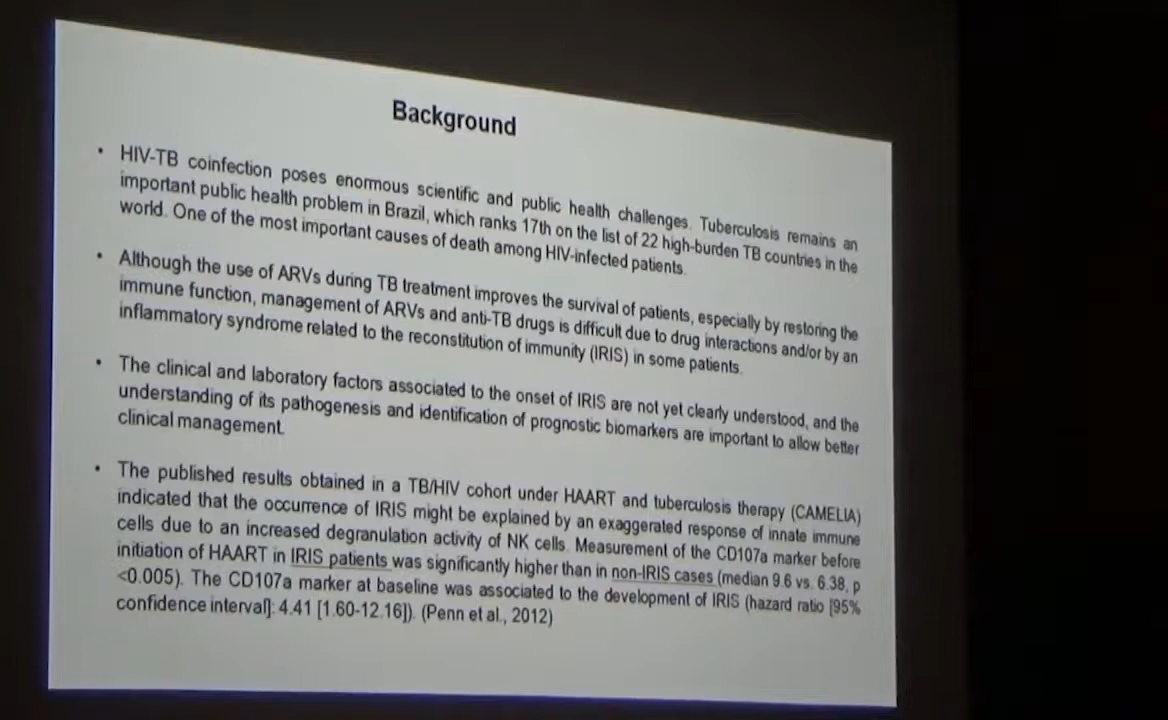 Background
• HIV-TB coinfection poses enormous scientific and public health challenges. Tuberculosis remains an
important public health problem in Brazil, which ranks 17th on the list of 22 high-burden TB countries in the
world. One of the most important causes of death among HIV-infected patients.
• Although the use of ARVs during TB treatment improves the survival of patients, especially by restoring the
immune function, management of ARVs and anti-TB drugs is difficult due to drug interactions and/or by an
inflammatory syndrome related to the reconstitution of immunity (IRIS) in some patients.
• The clinical and laboratory factors associated to the onset of IRIS are not yet clearly understood, and the
understanding of its pathogenesis and identification of prognostic biomarkers are important to allow better
clinical management.
• The published results obtained in a TB/HIV cohort under HAART and tuberculosis therapy (CAMELIA)
indicated that the occurrence of IRIS might be explained by an exaggerated response of innate immune
cells due to an increased degranulation activity of NK cells. Measurement of the CD107a marker before
initiation of HAART in IRIS patients was significantly higher than in non-IRIS cases (median 9.6 vs. 6.38, p
<0.005). The CD107a marker at baseline was associated to the development of IRIS (hazard ratio [95%
confidence interval]: 4.41 [1.60-12.16]). (Penn et al., 2012)